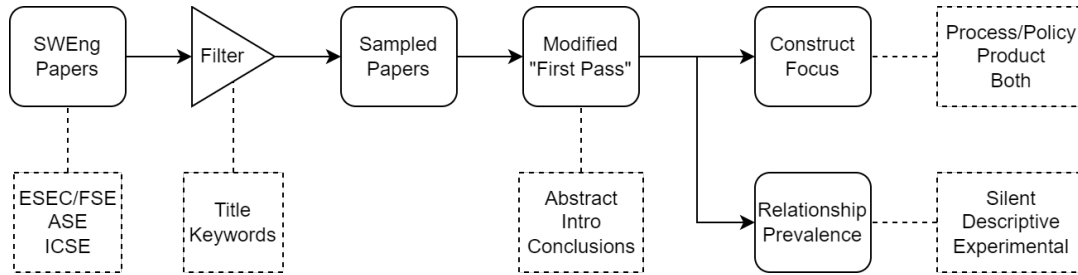 SWEng
Papers
Filter
Sampled
Papers
Modified
"First Pass"
Construct
Focus
Process/Policy
Product
Both
ESEC/FSE
ASE
ICSE
Title
Keywords
Abstract
Intro
Conclusions
Relationship
Prevalence
Silent
Descriptive
Experimental